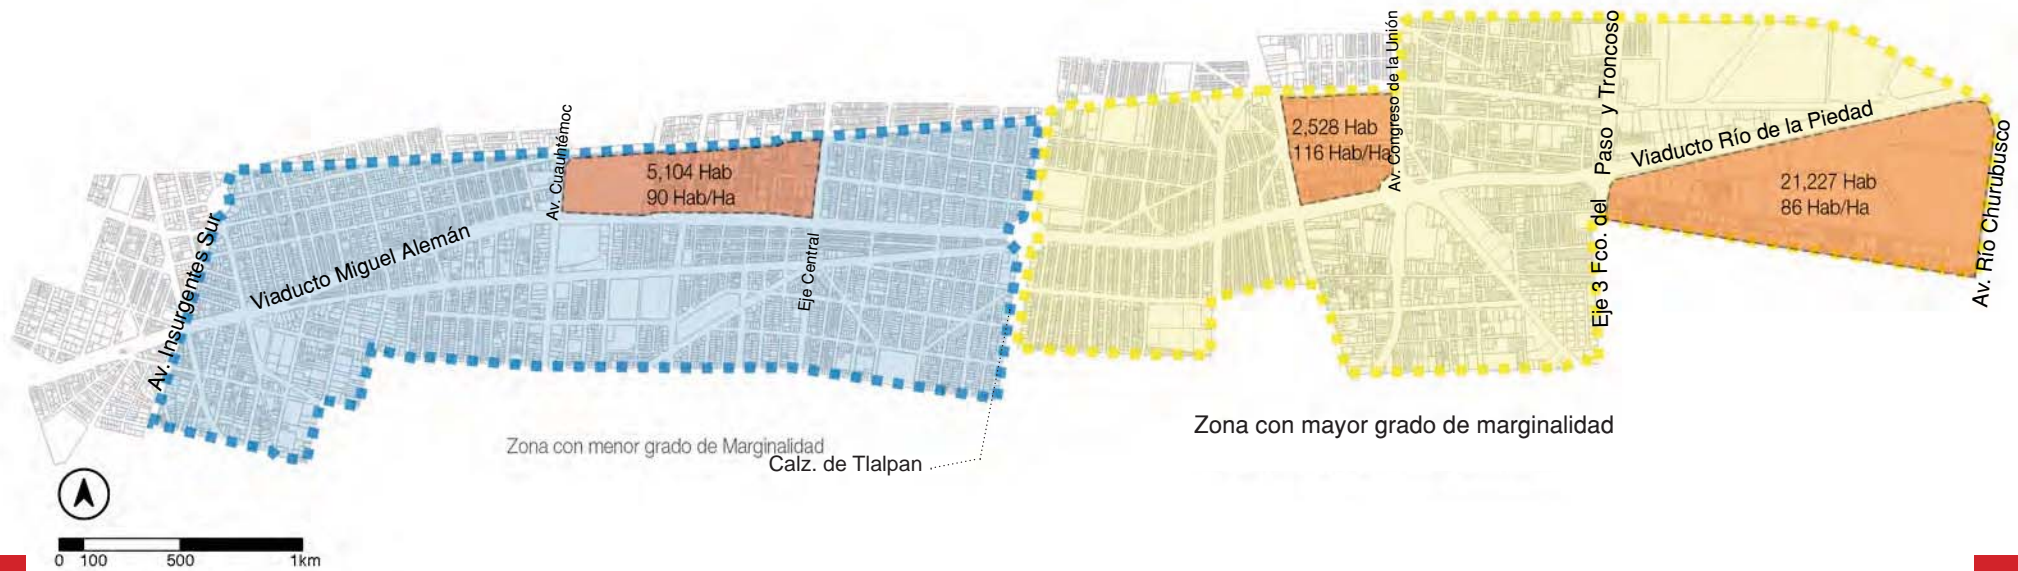 Av. Insurgentes Sur
Viaducto Miguel Alemán
Av. Cuauhtémoc
5,104 Hab
90 Hab/Ha
Eje Central
Zona con menor grado de Marginalidad
Calz. de Tlalpan
2,528 Hab
116 Hab/Ha
Av. Congreso de la Unión
Eje 3 Fco. del Paso y Troncoso
Viaducto Río de la Piedad
21,227 Hab
86 Hab/Ha
Av. Río Churubusco
Zona con mayor grado de marginalidad
0 100 500 1km